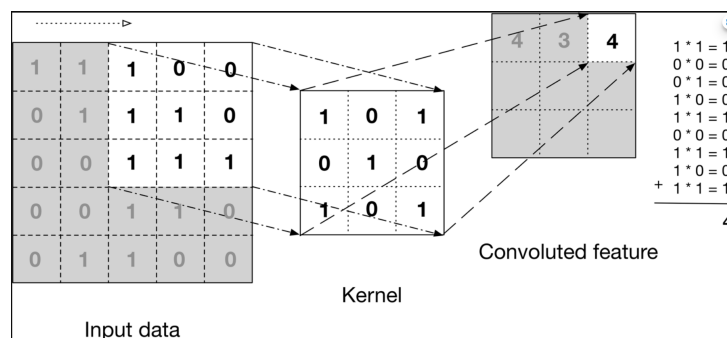 1 1 1 0 0
0 1 1 1 0
0 0 1 1 1
0 0 1 1 0
0 1 1 0 0
Input data
1 0 1
0 1 0
1 0 1
Kernel
4 3 4
Convoluted feature
1 * 1 = 1
0 * 0 = 0
0 * 1 = 0
1 * 0 = 0
1 * 1 = 1
0 * 0 = 0
1 * 1 = 1
1 * 0 = 0
+ 1 * 1 = 1
4